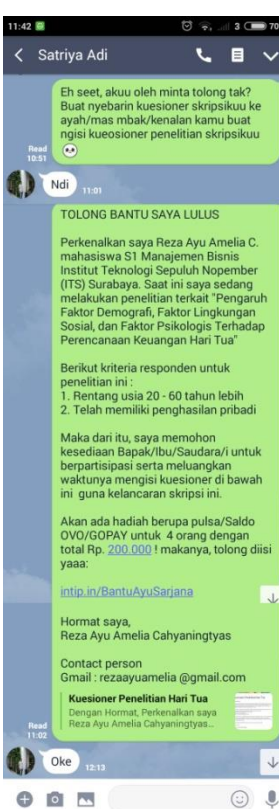 11:42
3
70
Satriya Adi
Eh seet, akuu oleh minta tolong tak?
Buat nyebarin kuesioner skripsikuu ke
ayah/mas mbak/kenalan kamu buat
ngisi kueosioner penelitian skripsikuu
Read
10:51
Ndi
11:01
TOLONG BANTU SAYA LULUS
Perkenalkan saya Reza Ayu Amelia C.
mahasiswa S1 Manajemen Bisnis
Institut Teknologi Sepuluh Nopember
(ITS) Surabaya. Saat ini saya sedang
melakukan penelitian terkait "Pengaruh
Faktor Demografi, Faktor Lingkungan
Sosial, dan Faktor Psikologis Terhadap
Perencanaan Keuangan Hari Tua"
Berikut kriteria responden untuk
penelitian ini :
1. Rentang usia 20 - 60 tahun lebih
2. Telah memiliki penghasilan pribadi
Maka dari itu, saya memohon
kesediaan Bapak/Ibu/Saudara/i untuk
berpartisipasi serta meluangkan
waktunya mengisi kuesioner di bawah
ini guna kelancaran skripsi ini.
Akan ada hadiah berupa pulsa/Saldo
OVO/GOPAY untuk 4 orang dengan
total Rp. 200.000 ! makanya, tolong diisi
yaaa:
intip.in/BantuAyuSarjana
Hormat saya,
Reza Ayu Amelia Cahyaningtyas
Contact person
Gmail : rezaayuamelia @gmail.com
Kuesioner Penelitian Hari Tua
Dengan Hormat, Perkenalkan saya
Reza Ayu Amelia Cahyaningtyas...
Read
11:02
Oke
12:13